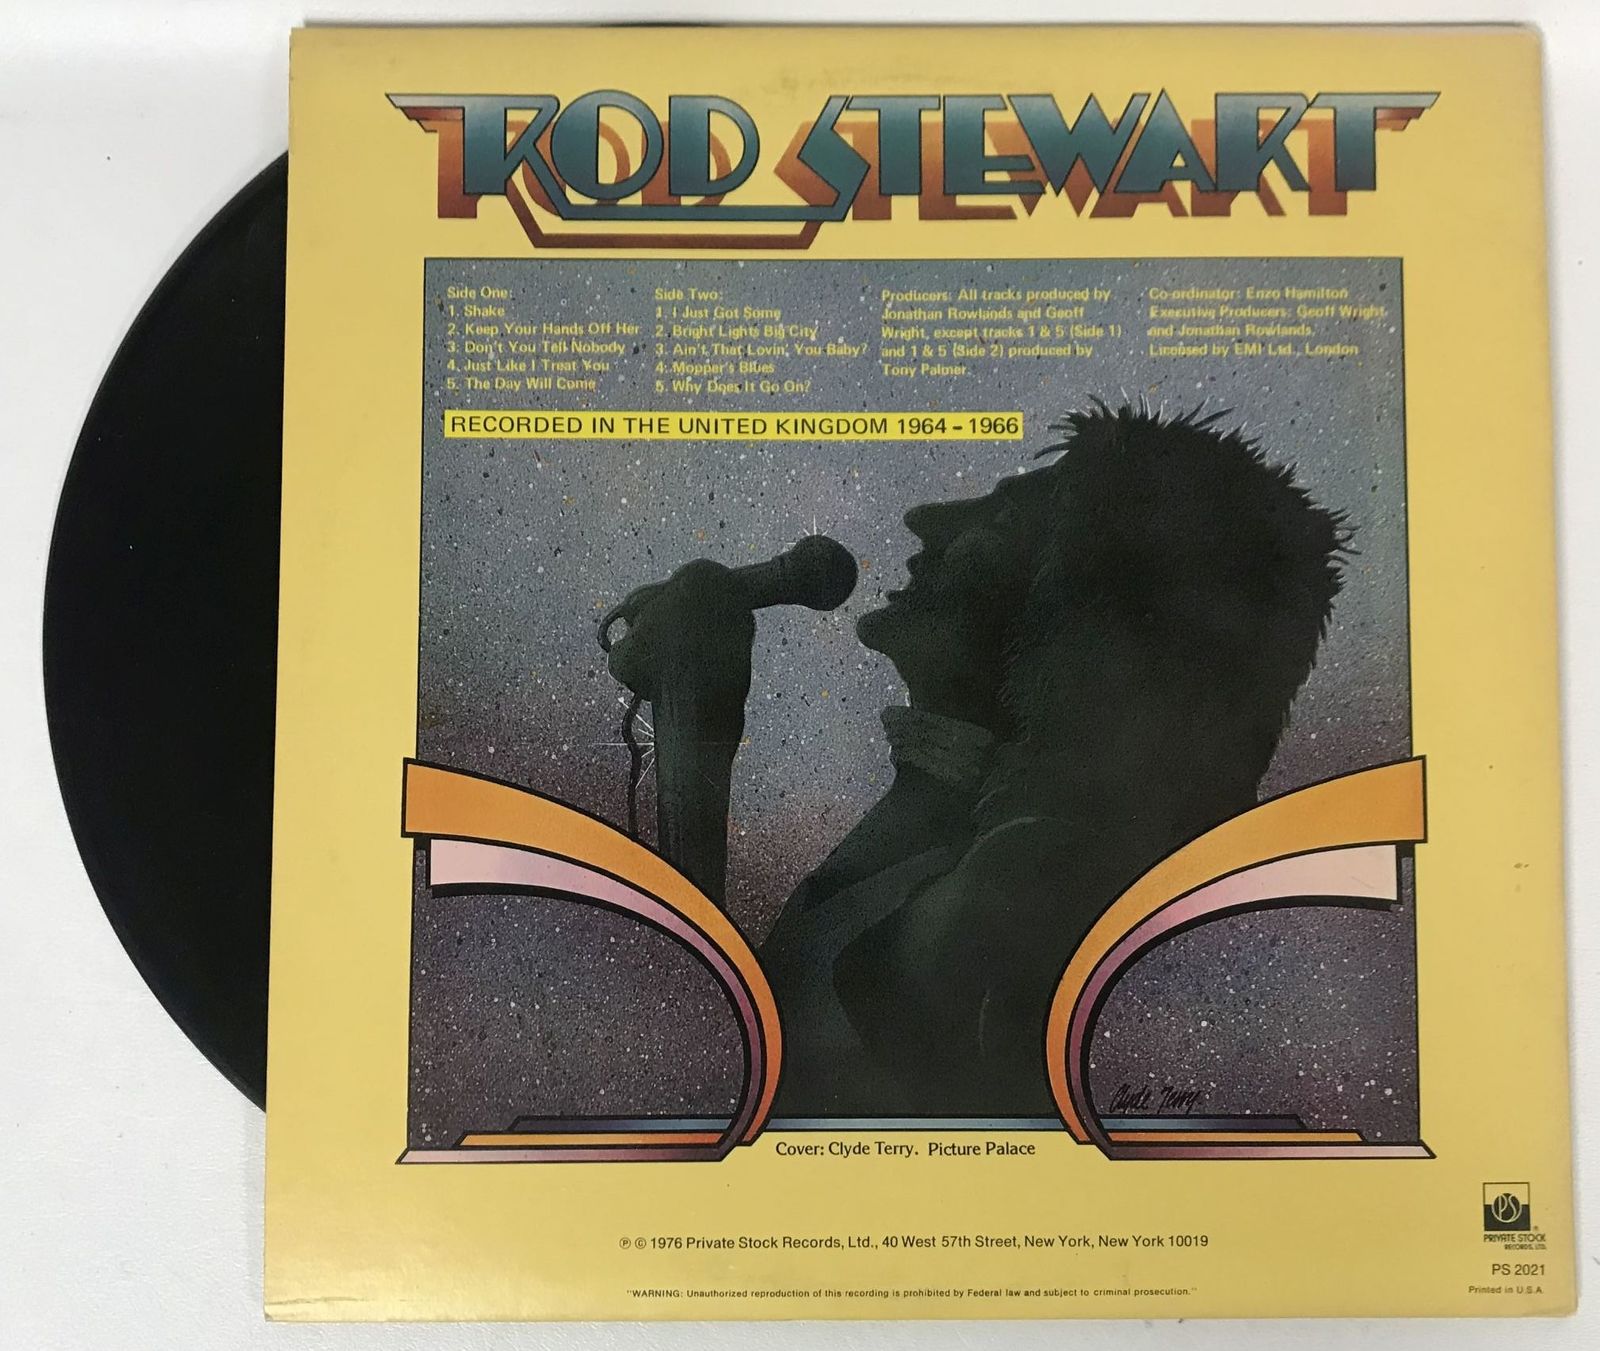 ROD STEWART
Side One:
1. Shake
2. Keep Your Hands Off Her
3. Don't You Tell Nobody
4. Just Like I Treat You
5. The Day Will Come
Side Two:
1. I Just Got Some
2. Bright Lights Big City
3. Ain't That Lovin' You Baby?
4. Mopper's Blues
5. Why Does It Go On?
Producers: All tracks produced by
Jonathan Rowlands and Geoff
Wright, except tracks 1 & 5 (Side 1)
and 1 & 5 (Side 2) produced by
Tony Palmer.
Co-ordinator: Enzo Hamilton
Executive Producers: Geoff Wright
and Jonathan Rowlands.
Licensed by EMI Ltd., London
RECORDED IN THE UNITED KINGDOM 1964 - 1966
Clyde Terry
Cover: Clyde Terry. Picture Palace
℗ © 1976 Private Stock Records, Ltd., 40 West 57th Street, New York, New York 10019
"WARNING: Unauthorized reproduction of this recording is prohibited by Federal law and subject to criminal prosecution."
PS
PRIVATE STOCK
RECORDS, LTD.
PS 2021
Printed in U.S.A.